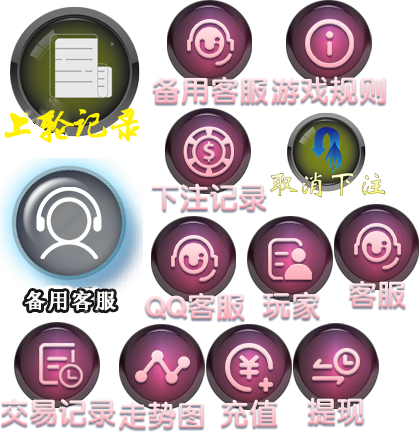 上轮记录
备用客服
游戏规则
下注记录
取消下注
备用客服
QQ客服
玩家
客服
交易记录
走势图
充值
提现